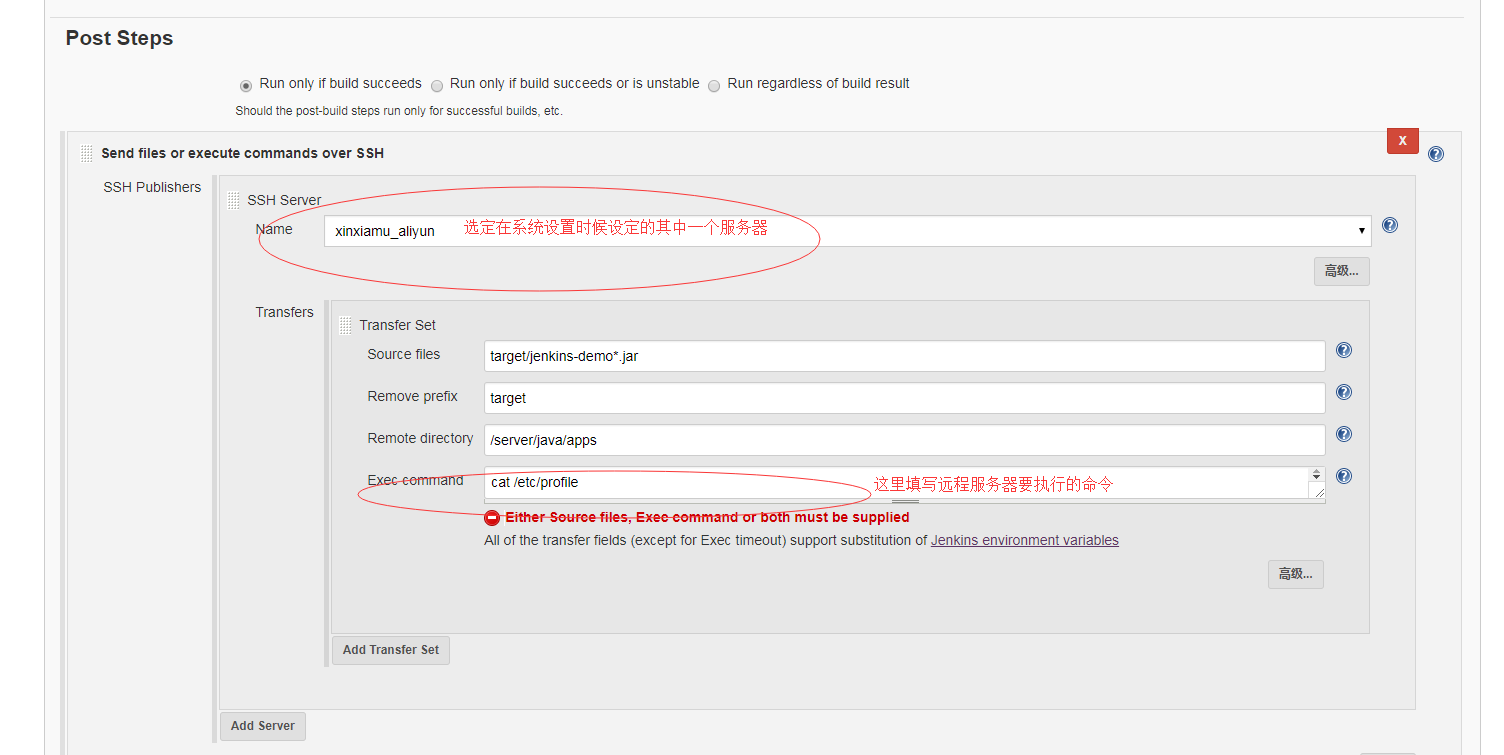 Post Steps
Run only if build succeeds Run only if build succeeds or is unstable Run regardless of build result
Should the post-build steps run only for successful builds, etc.
X
Send files or execute commands over SSH
SSH Publishers
SSH Server
Name xinxiamu_aliyun 选定在系统设置时候设定的其中一个服务器
高级...
Transfers
Transfer Set
Source files target/jenkins-demo*.jar
Remove prefix target
Remote directory /server/java/apps
Exec command cat /etc/profile 这里填写远程服务器要执行的命令
Either Source files, Exec command or both must be supplied
All of the transfer fields (except for Exec timeout) support substitution of Jenkins environment variables
高级...
Add Transfer Set
Add Server